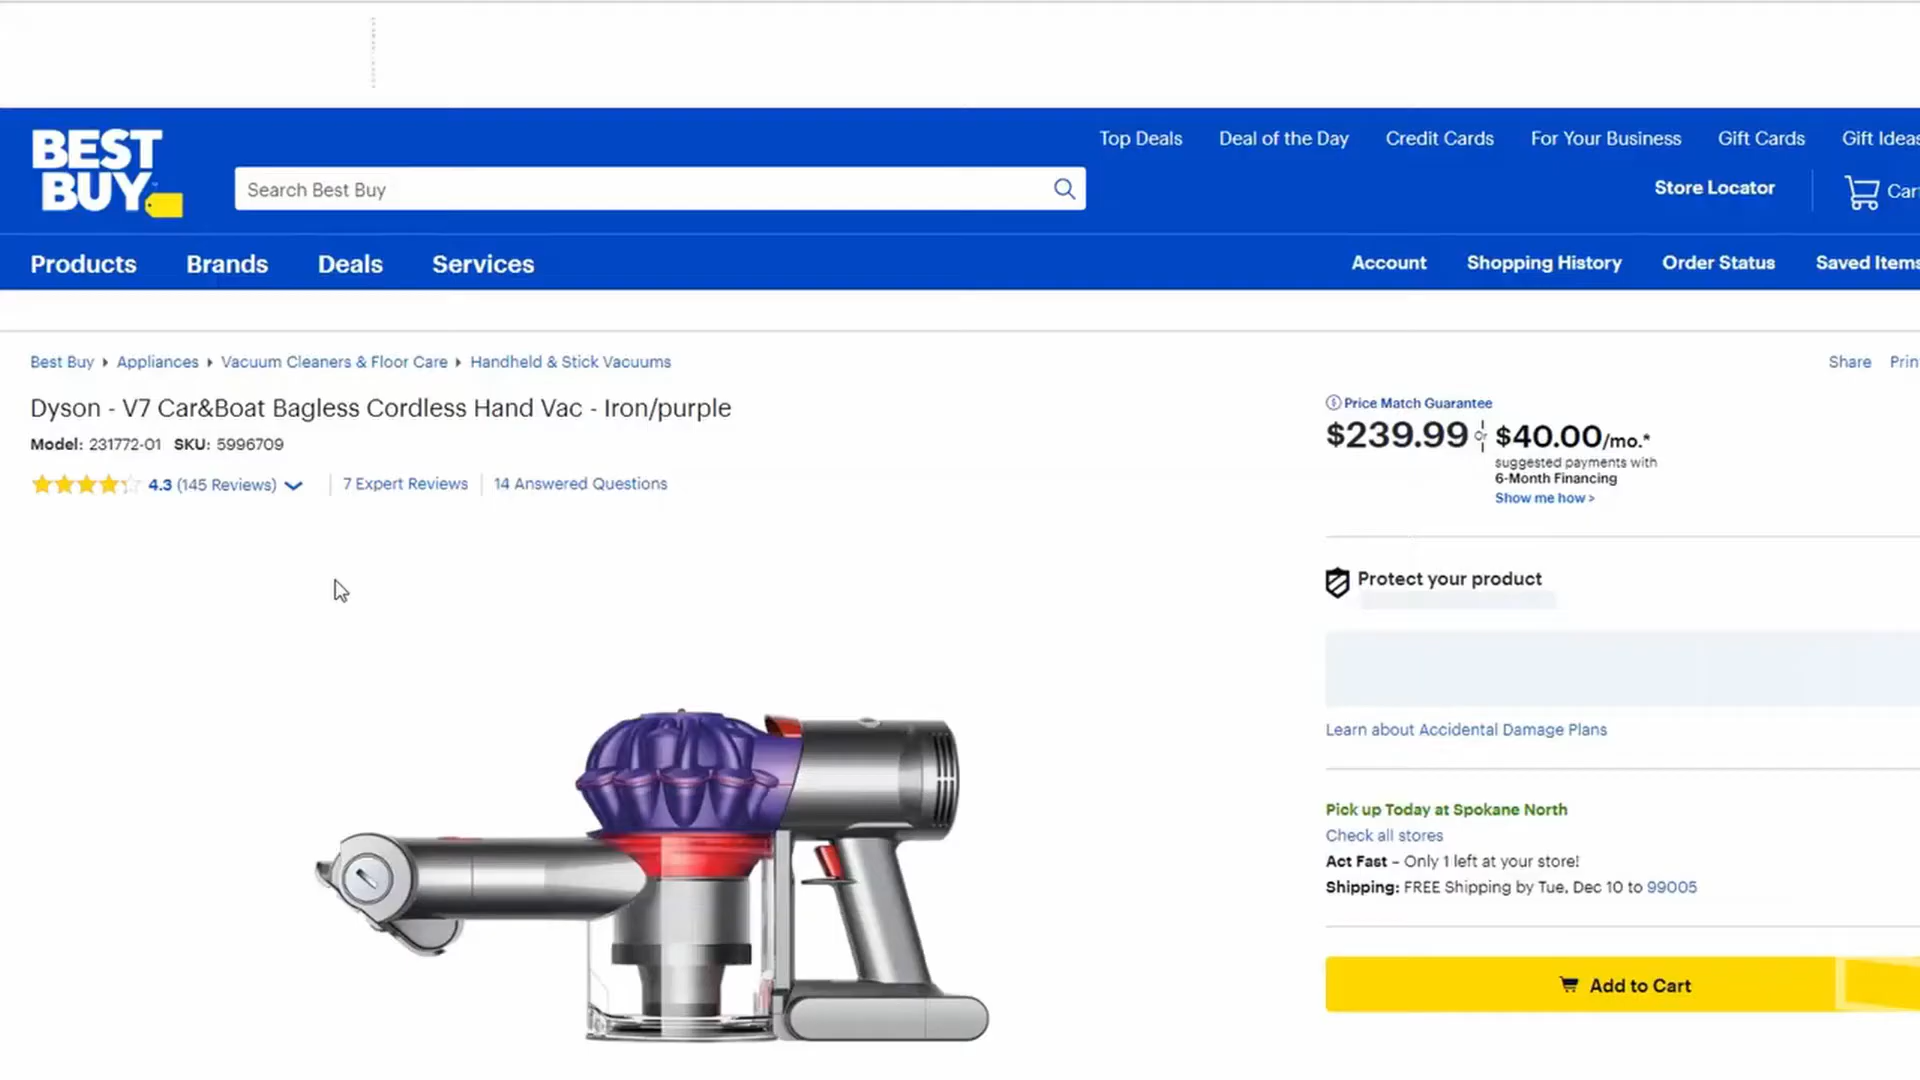 Top Deals Deal of the Day Credit Cards For Your Business Gift Cards Gift Ideas
BEST
BUY
Search Best Buy
Store Locator
Products Brands Deals Services
Account Shopping History Order Status Saved Items
Best Buy Appliances Vacuum Cleaners & Floor Care Handheld & Stick Vacuums
Share
Dyson - V7 Car&Boat Bagless Cordless Hand Vac - Iron/purple
Model: 231772-01 SKU: 5996709
4.3 (145 Reviews) 7 Expert Reviews 14 Answered Questions
Price Match Guarantee
$239.99 or $40.00/mo.*
suggested payments with
6-Month Financing
Show me how >
Protect your product
Learn about Accidental Damage Plans
Pick up Today at Spokane North
Check all stores
Act Fast – Only 1 left at your store!
Shipping: FREE Shipping by Tue, Dec 10 to 99005
Add to Cart